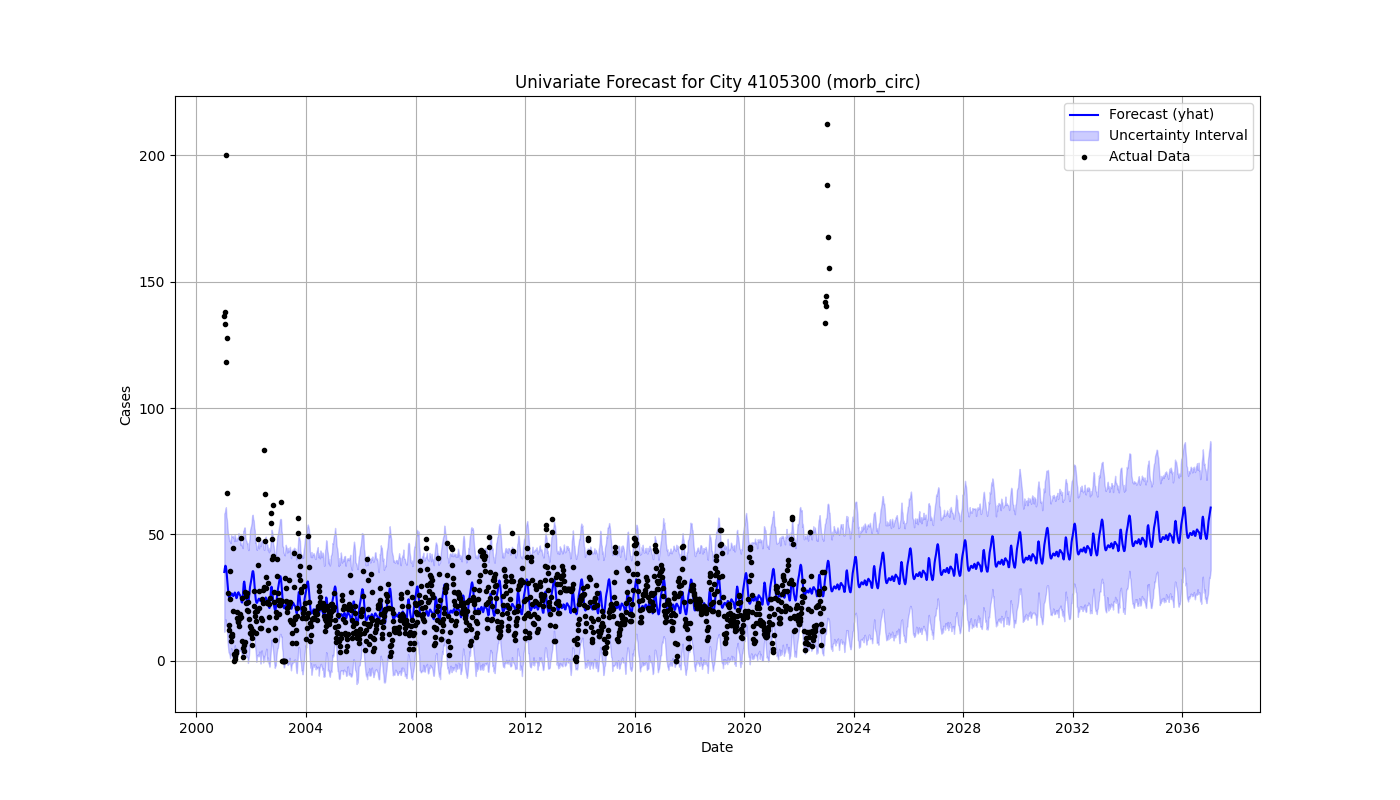 Univariate Forecast for City 4105300 (morb_circ)
Forecast (yhat)
Uncertainty Interval
Actual Data
Cases
200
150
100
50
0
2000 2004 2008 2012 2016 2020 2024 2028 2032 2036
Date